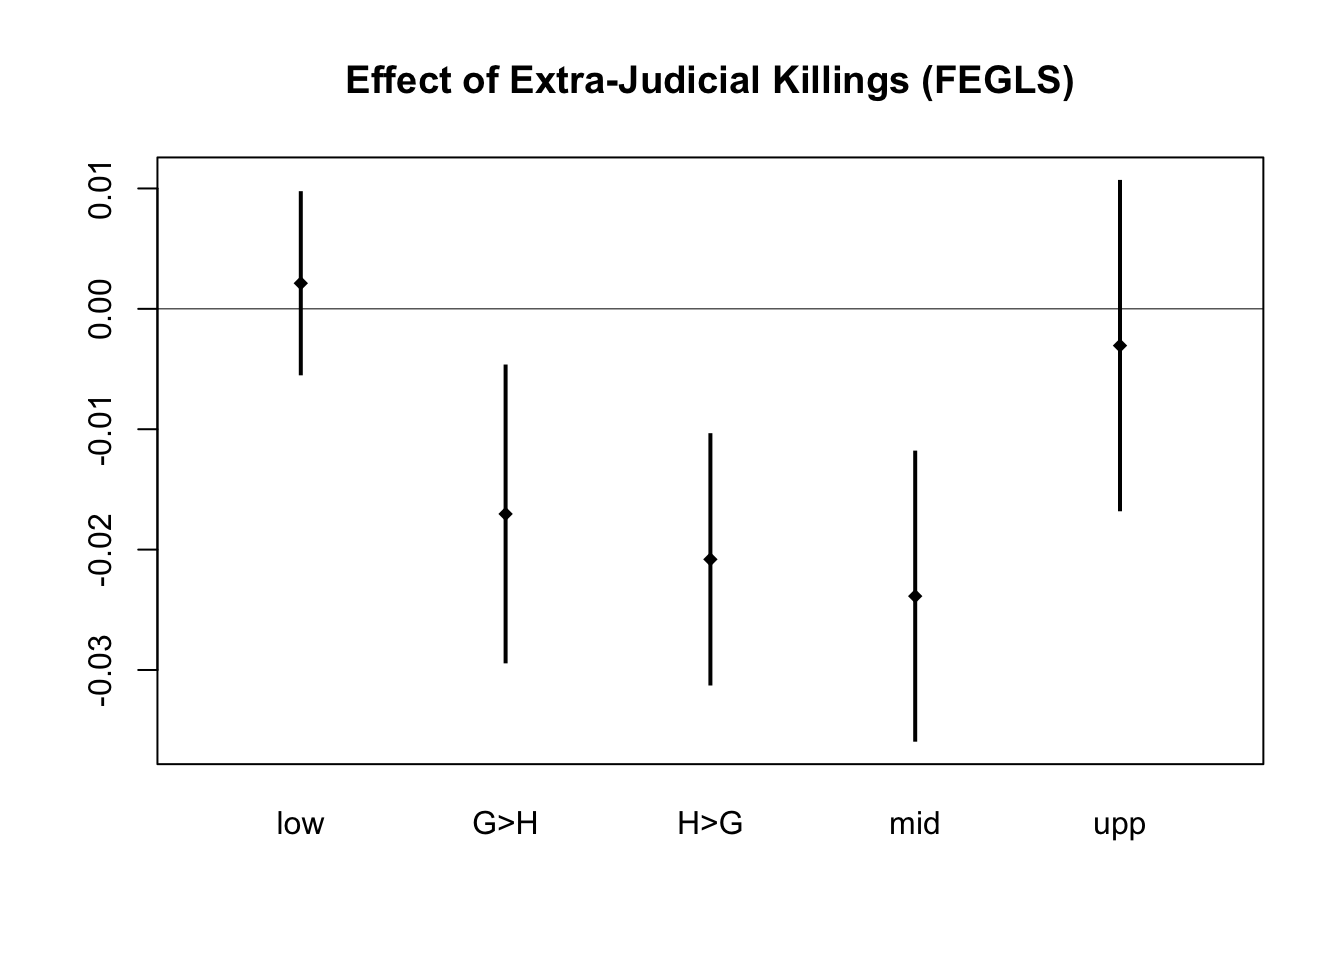 Effect of Extra-Judicial Killings (FEGLS)
0.01
0.00
-0.01
-0.02
-0.03
low G>H H>G mid upp